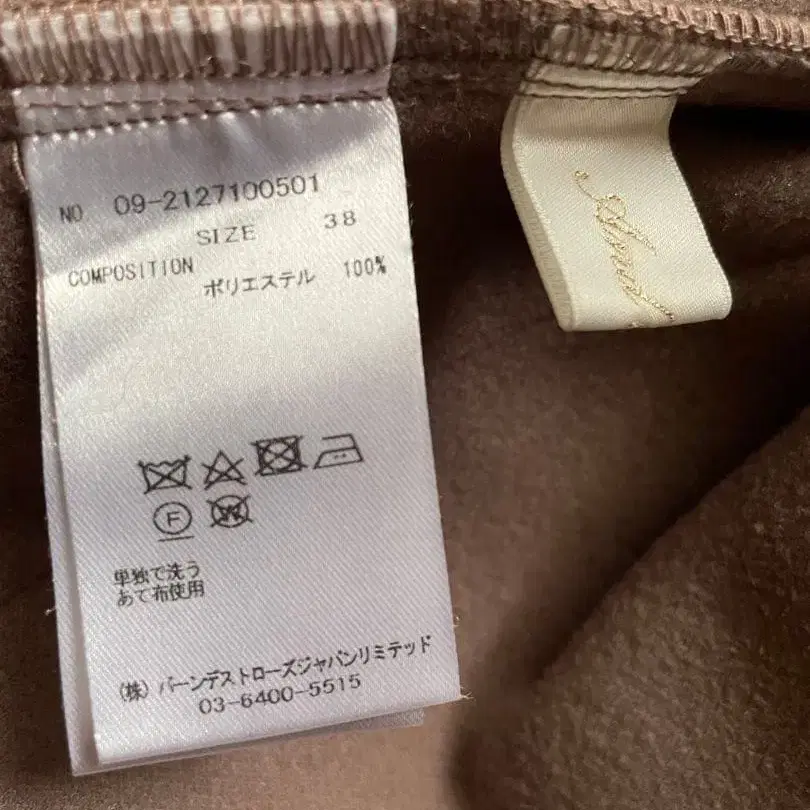 NO 09-2127100501
SIZE 38
COMPOSITION
ポリエステル 100%
F
W
単独で洗う
あて布使用
(株) バーンデストローズジャパンリミテッド
03-6400-5515